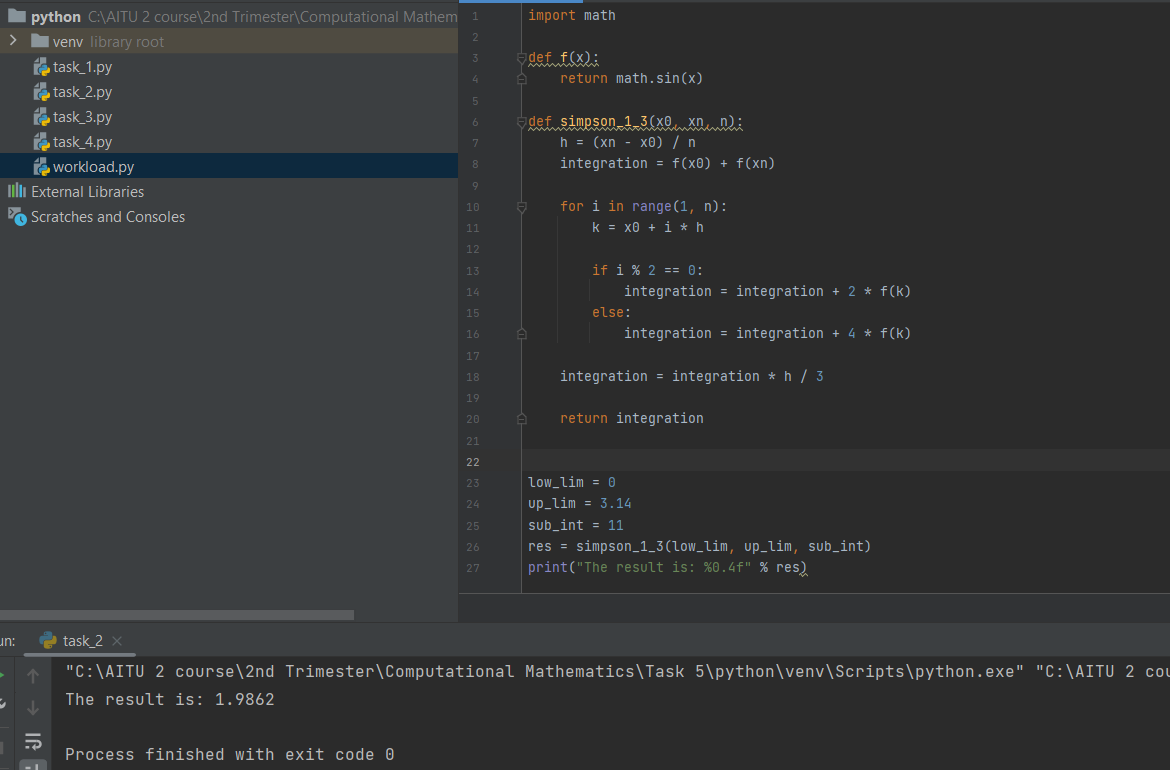 python C:\AITU 2 course\2nd Trimester\Computational Mathem
venv library root
task_1.py
task_2.py
task_3.py
task_4.py
workload.py
External Libraries
Scratches and Consoles
1 import math
2
3 def f(x):
4     return math.sin(x)
5
6 def simpson_1_3(x0, xn, n):
7     h = (xn - x0) / n
8     integration = f(x0) + f(xn)
9
10     for i in range(1, n):
11         k = x0 + i * h
12
13         if i % 2 == 0:
14             integration = integration + 2 * f(k)
15         else:
16             integration = integration + 4 * f(k)
17
18     integration = integration * h / 3
19
20     return integration
21
22
23 low_lim = 0
24 up_lim = 3.14
25 sub_int = 11
26 res = simpson_1_3(low_lim, up_lim, sub_int)
27 print("The result is: %0.4f" % res)
un: task_2
"C:\AITU 2 course\2nd Trimester\Computational Mathematics\Task 5\python\venv\Scripts\python.exe" "C:\AITU 2 cou
The result is: 1.9862
Process finished with exit code 0